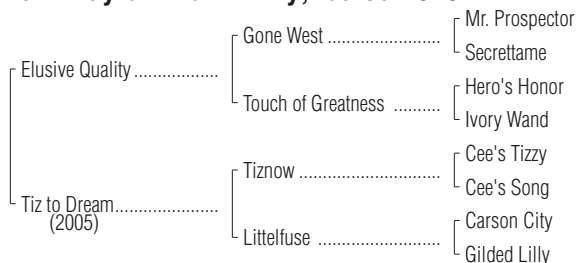 Mr. Prospector
Gone West ........................
Secrettame
Elusive Quality ..................
Hero's Honor
Touch of Greatness ..........
Ivory Wand
Cee's Tizzy
Tiznow ..............................
Cee's Song
Tiz to Dream......................
(2005)
Carson City
Littelfuse ..........................
Gilded Lilly